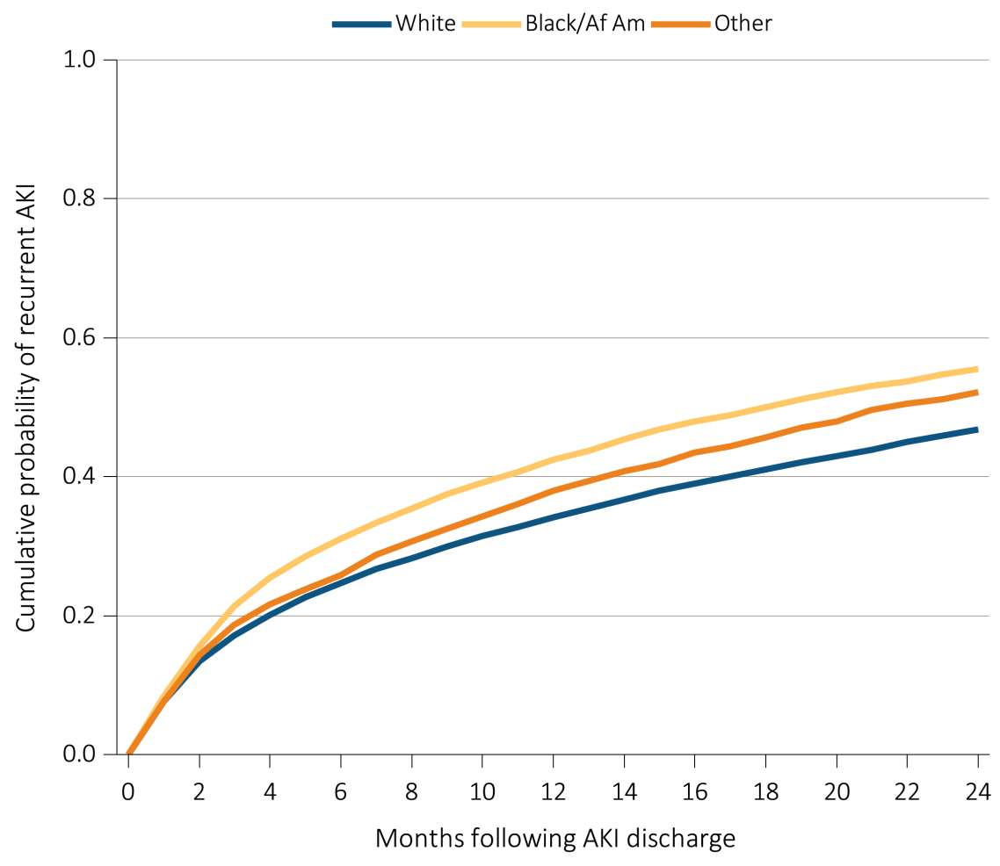 White Black/Af Am Other
1.0
0.8
0.6
0.4
0.2
0.0
Cumulative probability of recurrent AKI
0 2 4 6 8 10 12 14 16 18 20 22 24
Months following AKI discharge